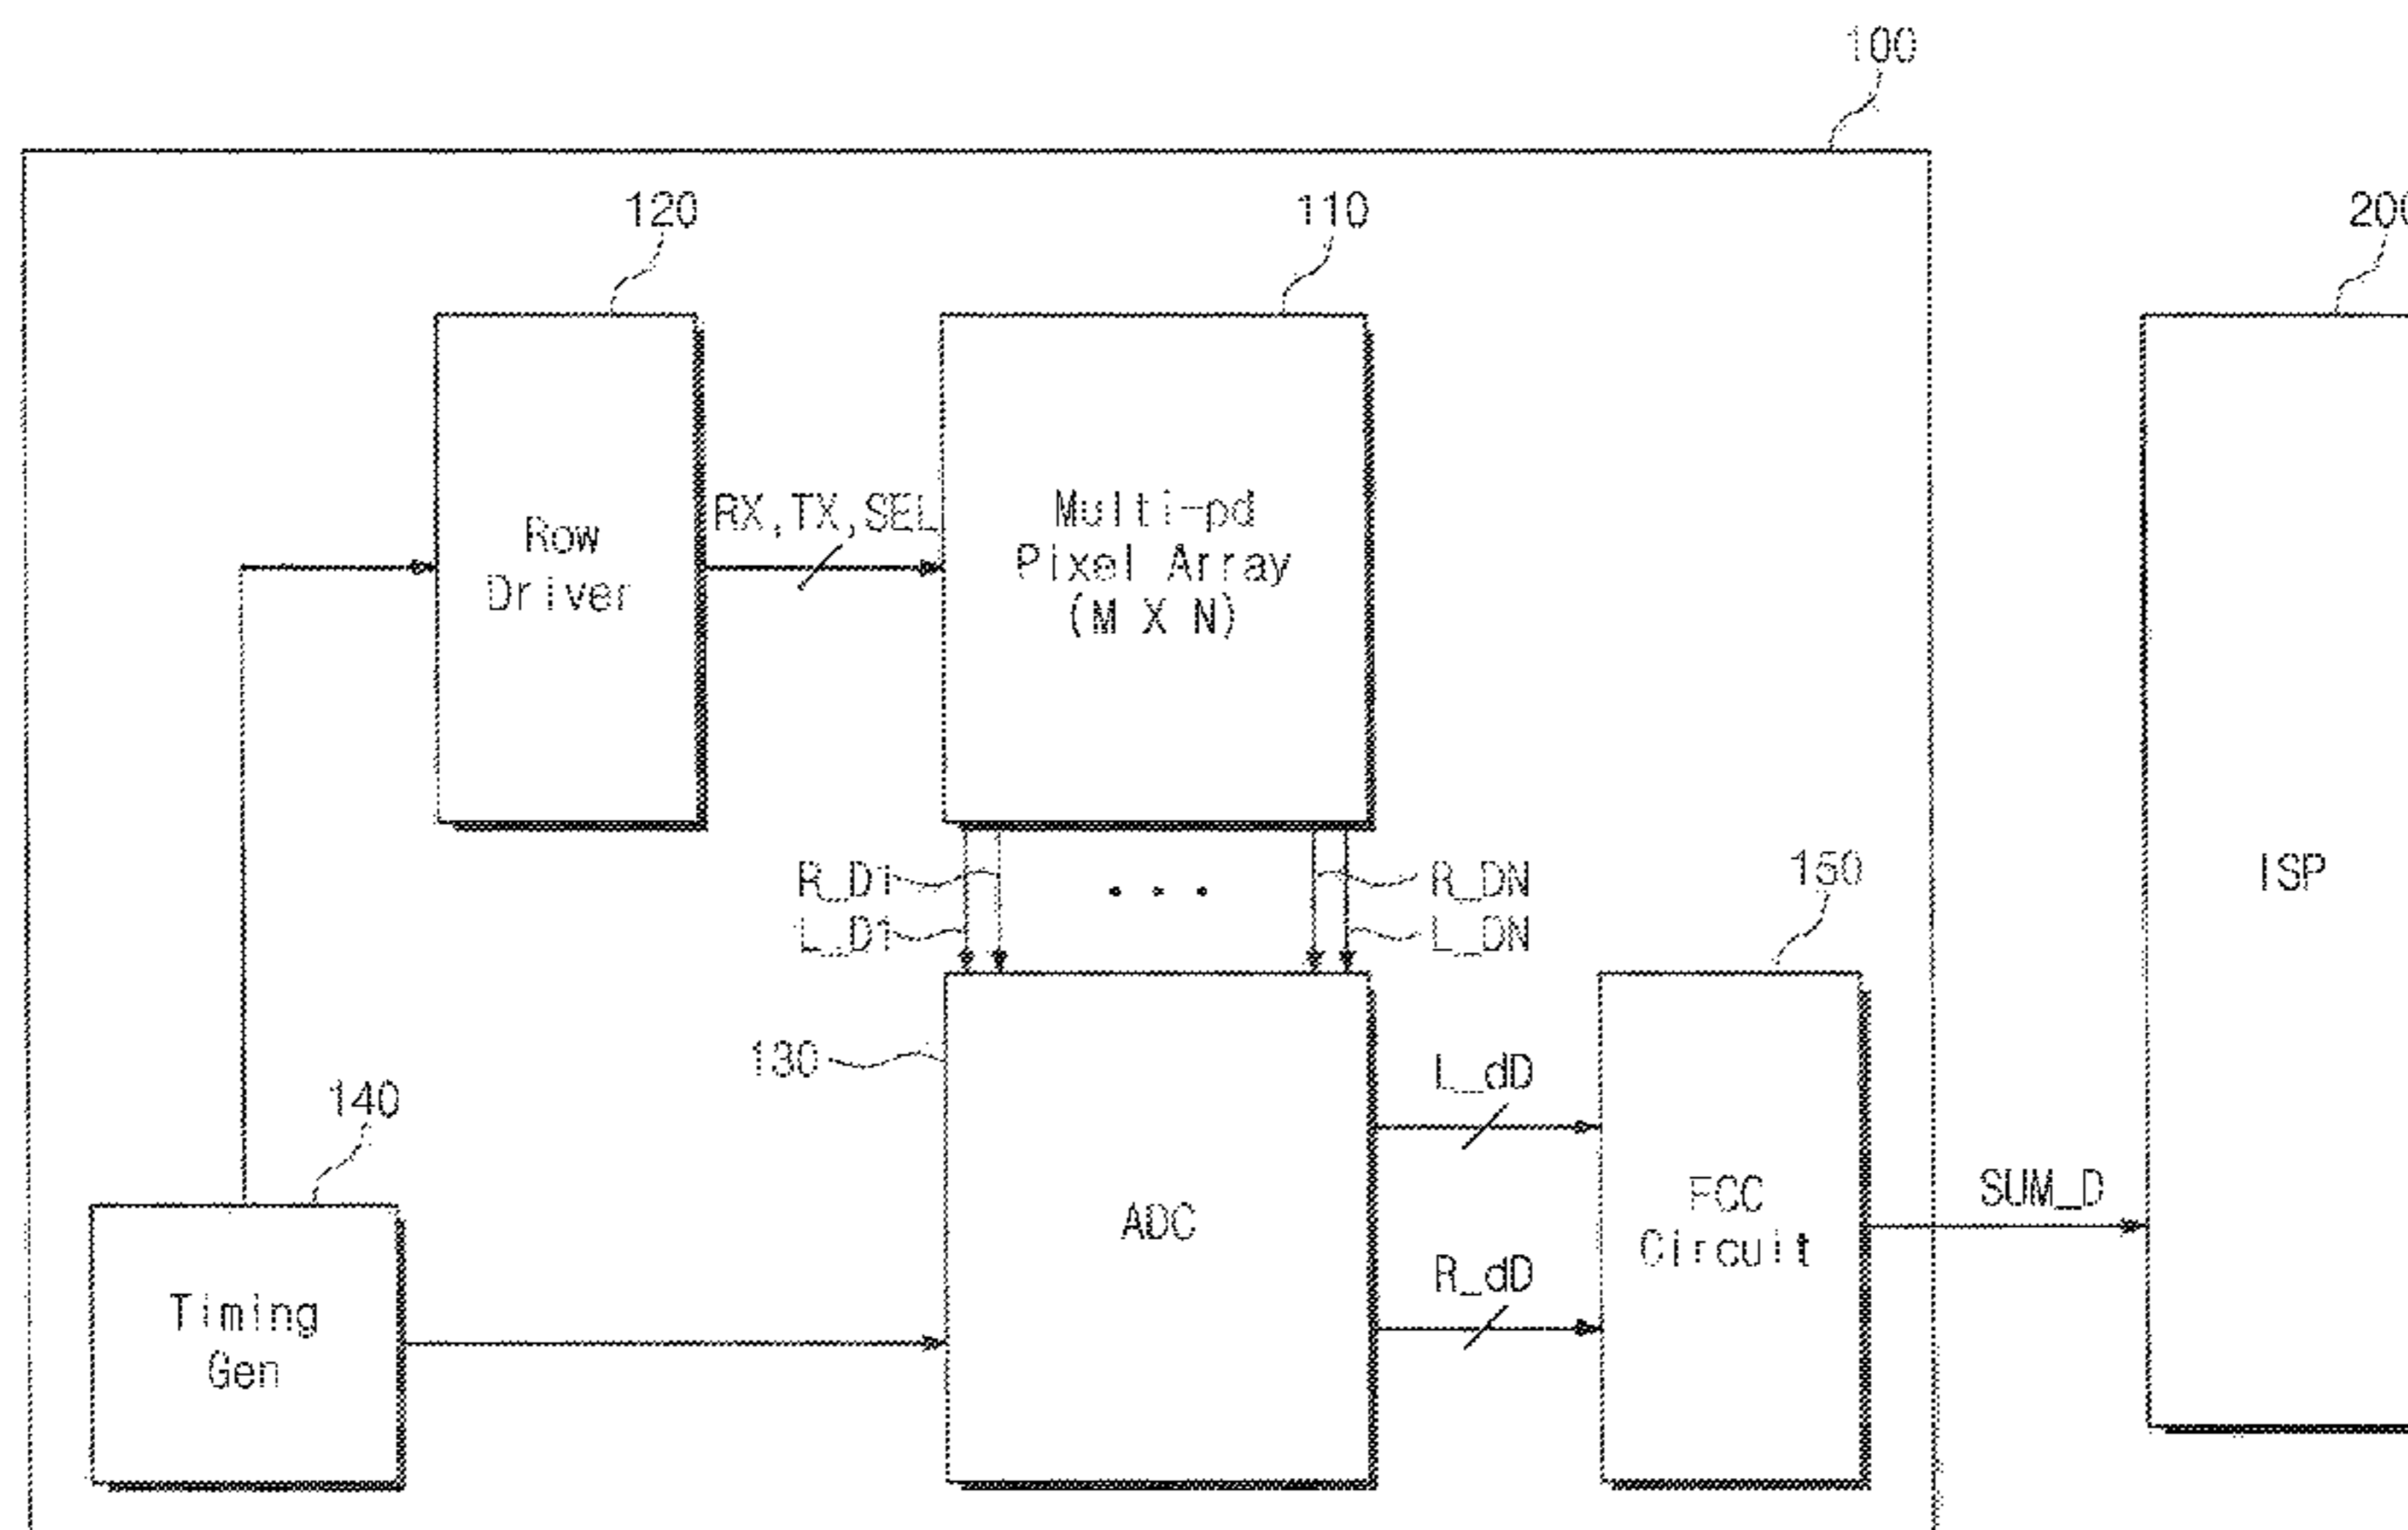 100
120
110
200
Row
Driver
RX,TX,SEL
Multi-pd
Pixel Array
(M X N)
R_D1
L_D1
. . .
R_DN
L_DN
150
ISP
130
140
L_dD
R_dD
ADC
FCC
Circuit
SUM_D
Timing
Gen